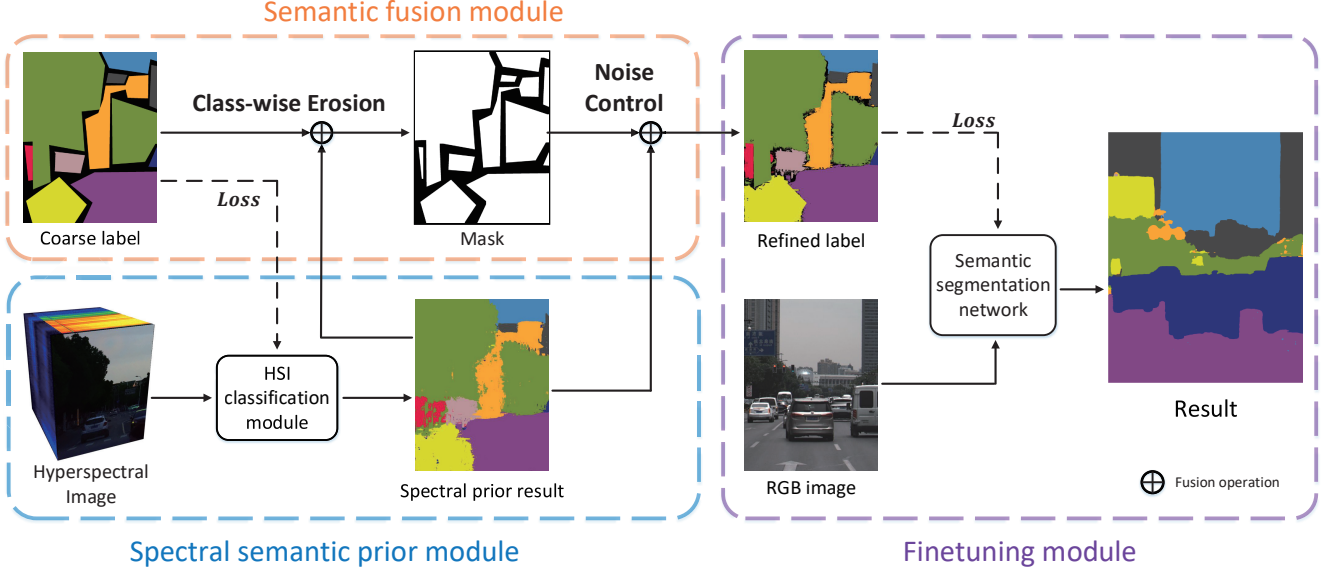 Semantic fusion module
Class-wise Erosion
Noise
Control
Loss
Coarse label
Mask
Loss
Refined label
Semantic
segmentation
network
Result
HSI
classification
module
Hyperspectral
Image
Spectral prior result
RGB image
Fusion operation
Spectral semantic prior module
Finetuning module